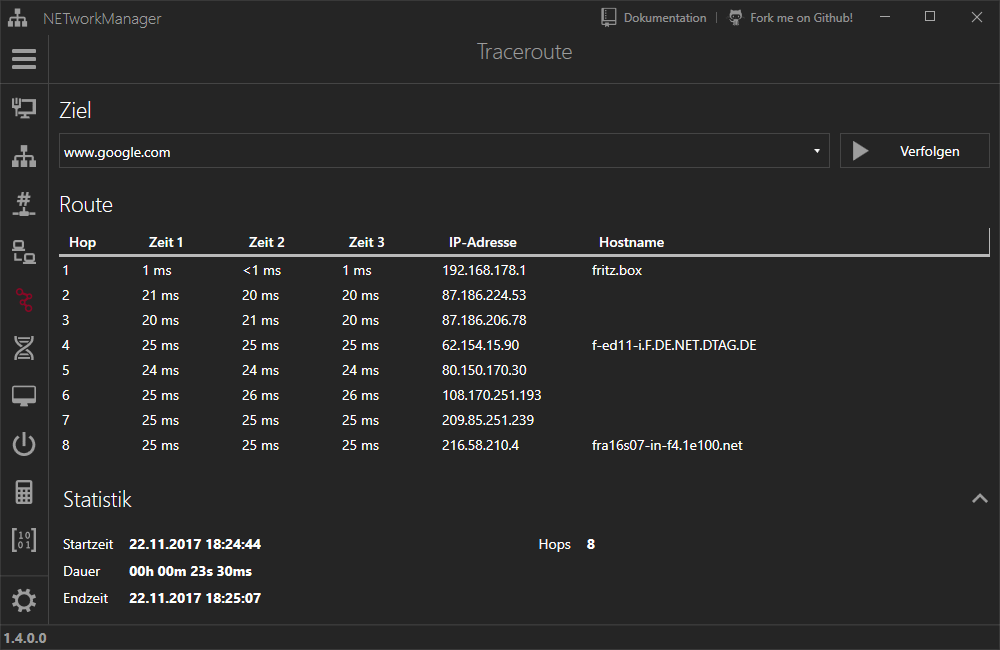 NETworkManager Dokumentation | Fork me on Github!
Traceroute
Ziel
www.google.com Verfolgen
Route
Hop Zeit 1 Zeit 2 Zeit 3 IP-Adresse Hostname
1 1 ms <1 ms 1 ms 192.168.178.1 fritz.box
2 21 ms 20 ms 20 ms 87.186.224.53
3 20 ms 21 ms 20 ms 87.186.206.78
4 25 ms 25 ms 25 ms 62.154.15.90 f-ed11-i.F.DE.NET.DTAG.DE
5 24 ms 24 ms 24 ms 80.150.170.30
6 25 ms 26 ms 26 ms 108.170.251.193
7 25 ms 25 ms 25 ms 209.85.251.239
8 25 ms 25 ms 25 ms 216.58.210.4 fra16s07-in-f4.1e100.net
Statistik
Startzeit 22.11.2017 18:24:44 Hops 8
Dauer 00h 00m 23s 30ms
Endzeit 22.11.2017 18:25:07
1.4.0.0